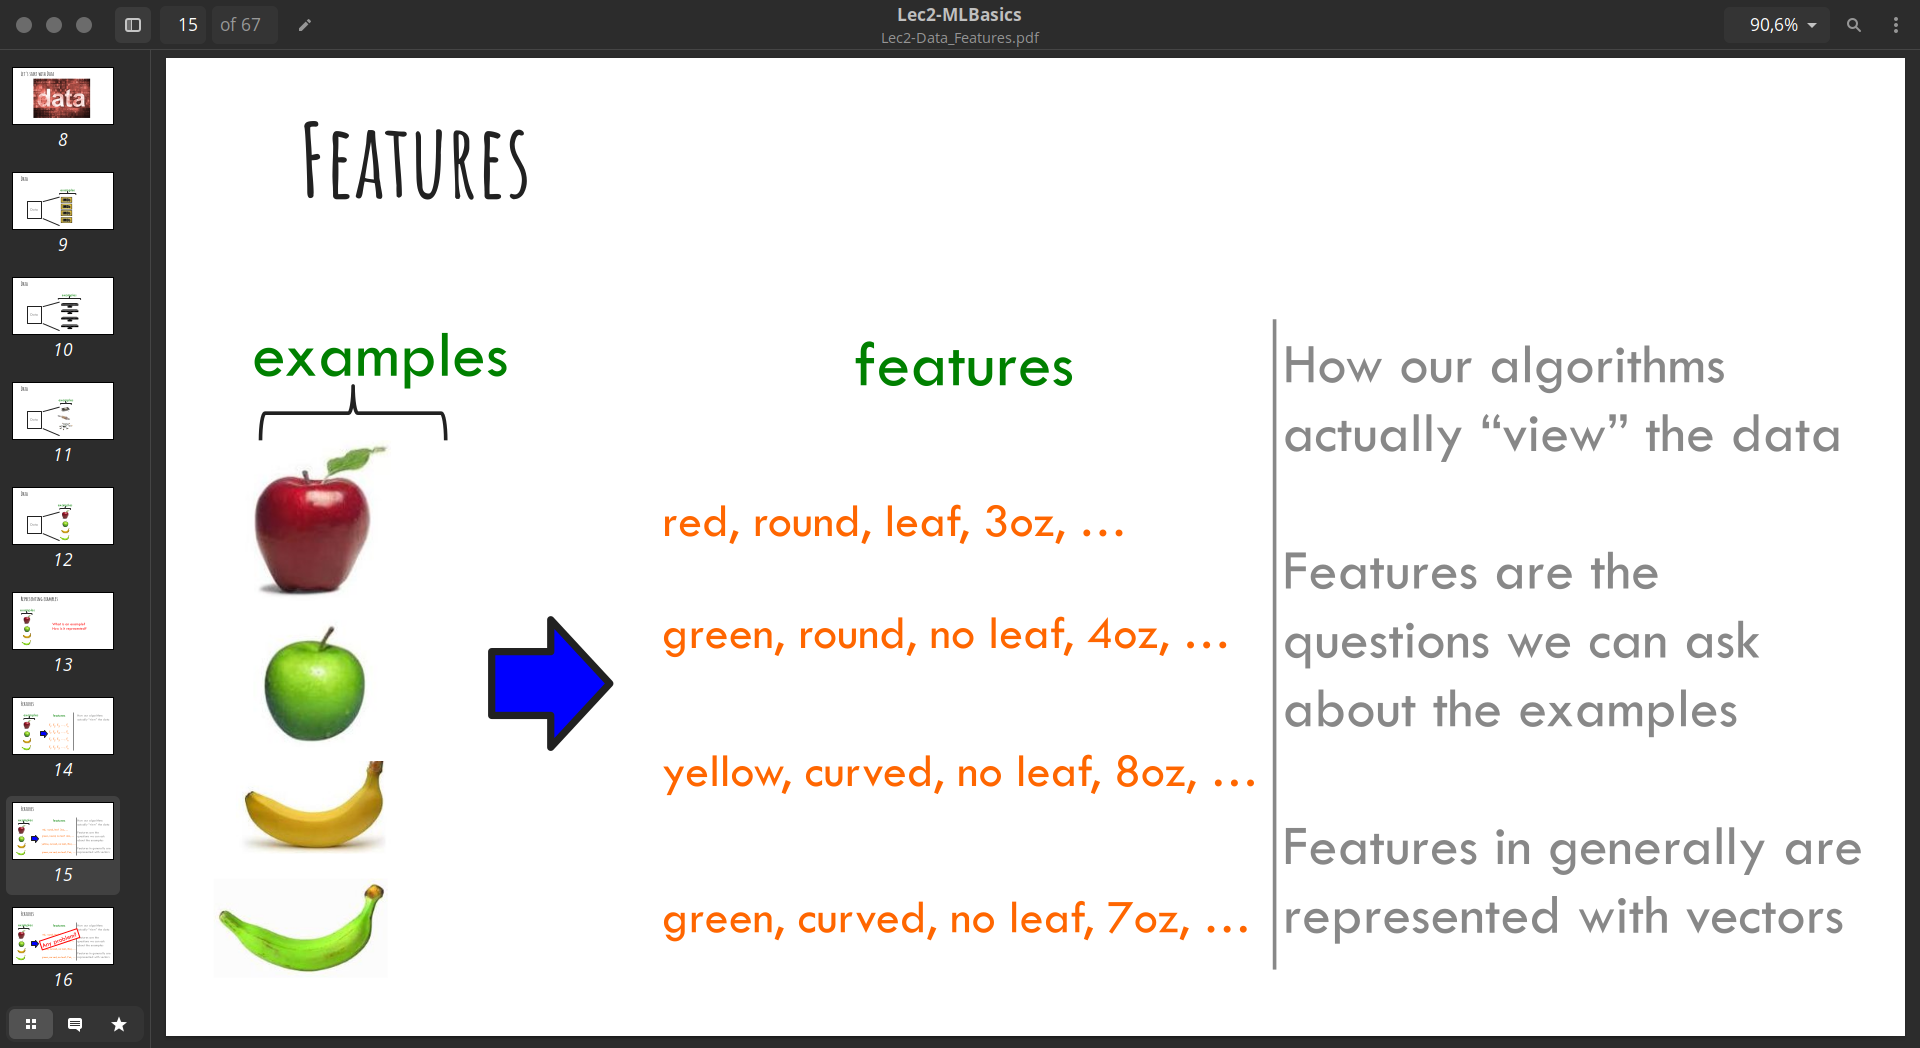 Lec2-MLBasics
Lec2-Data_Features.pdf
15 of 67
90,6%
data
8
9
10
11
12
13
14
15
Any problem?
16
FEATURES
examples
features
red, round, leaf, 3oz, …
green, round, no leaf, 4oz, …
yellow, curved, no leaf, 8oz, …
green, curved, no leaf, 7oz, …
How our algorithms
actually “view” the data
Features are the
questions we can ask
about the examples
Features in generally are
represented with vectors